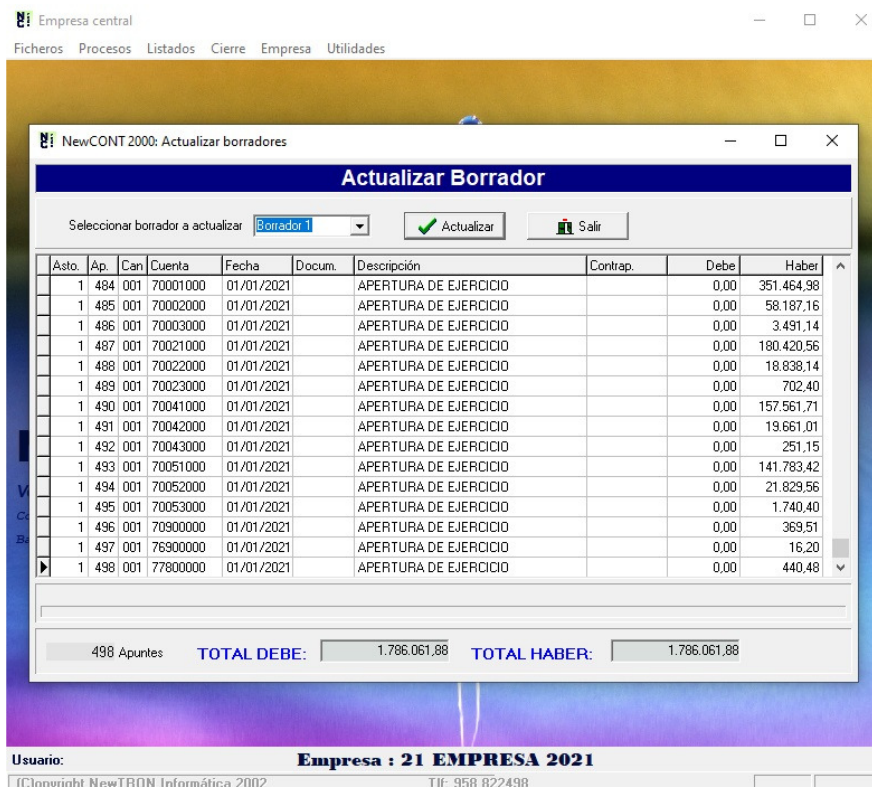 Empresa central
Ficheros Procesos Listados Cierre Empresa Utilidades
NewCONT 2000: Actualizar borradores
Actualizar Borrador
Seleccionar borrador a actualizar Borrador 1 Actualizar Salir
Asto. Ap. Can Cuenta Fecha Docum. Descripción Contrap. Debe Haber
1 484 001 70001000 01/01/2021 APERTURA DE EJERCICIO 0,00 351.464,98
1 485 001 70002000 01/01/2021 APERTURA DE EJERCICIO 0,00 58.187,16
1 486 001 70003000 01/01/2021 APERTURA DE EJERCICIO 0,00 3.491,14
1 487 001 70021000 01/01/2021 APERTURA DE EJERCICIO 0,00 180.420,56
1 488 001 70022000 01/01/2021 APERTURA DE EJERCICIO 0,00 18.838,14
1 489 001 70023000 01/01/2021 APERTURA DE EJERCICIO 0,00 702,40
1 490 001 70041000 01/01/2021 APERTURA DE EJERCICIO 0,00 157.561,71
1 491 001 70042000 01/01/2021 APERTURA DE EJERCICIO 0,00 19.661,01
1 492 001 70043000 01/01/2021 APERTURA DE EJERCICIO 0,00 251,15
1 493 001 70051000 01/01/2021 APERTURA DE EJERCICIO 0,00 141.783,42
1 494 001 70052000 01/01/2021 APERTURA DE EJERCICIO 0,00 21.829,56
1 495 001 70053000 01/01/2021 APERTURA DE EJERCICIO 0,00 1.740,40
1 496 001 70900000 01/01/2021 APERTURA DE EJERCICIO 0,00 369,51
1 497 001 76900000 01/01/2021 APERTURA DE EJERCICIO 0,00 16,20
1 498 001 77800000 01/01/2021 APERTURA DE EJERCICIO 0,00 440,48
498 Apuntes TOTAL DEBE: 1.786.061,88 TOTAL HABER: 1.786.061,88
Usuario: Empresa : 21 EMPRESA 2021
(C)opyright NewTRON Informática 2002 Tlf: 958 822498